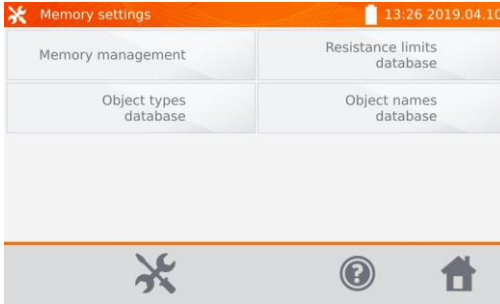 Memory settings 13:26 2019.04.10
Memory management
Resistance limits
database
Object types
database
Object names
database
?